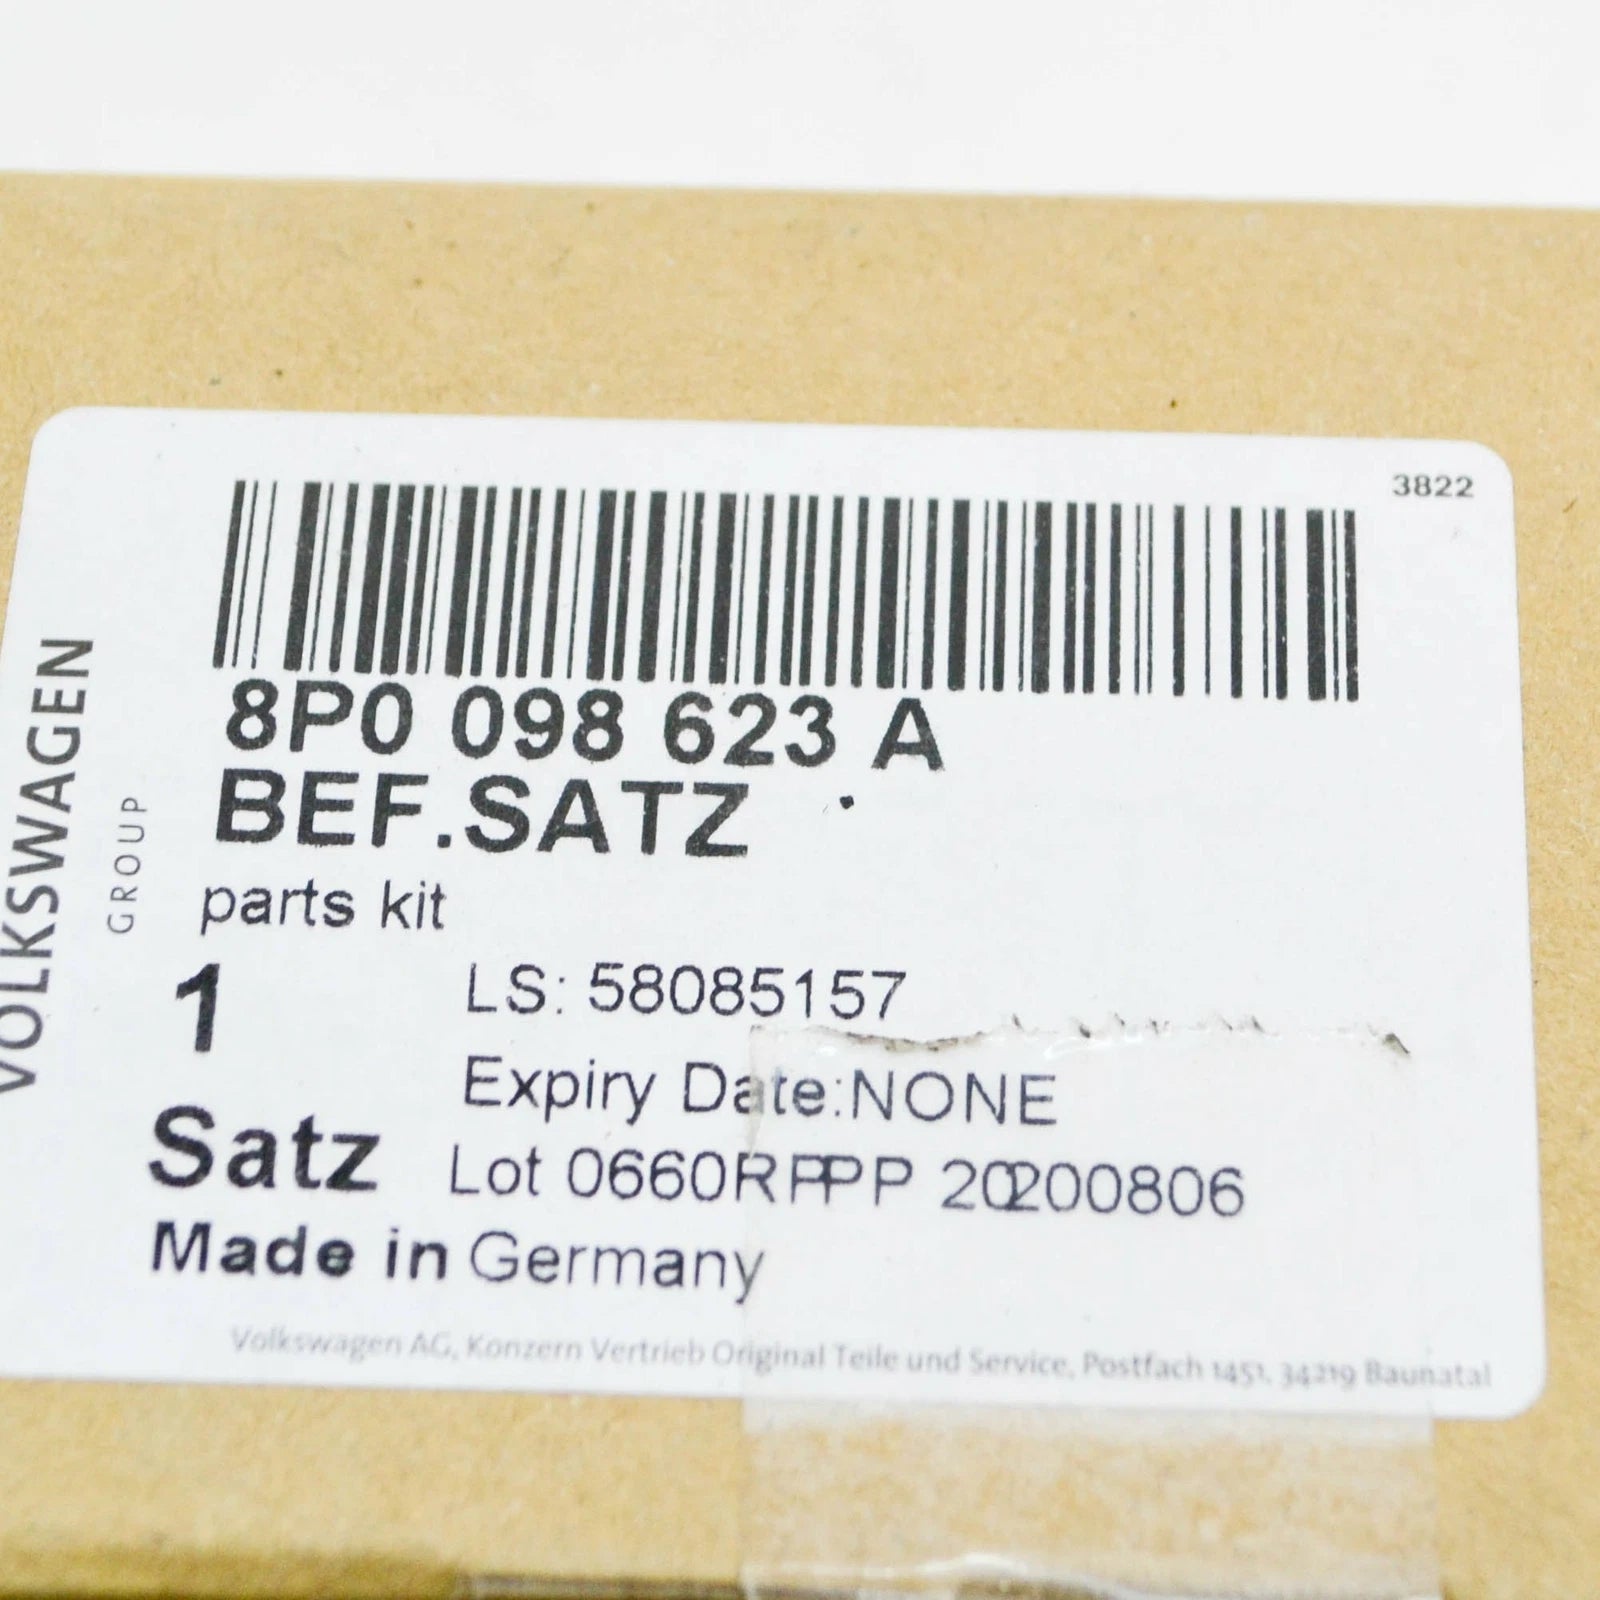 3822
8P0 098 623 A
BEF.SATZ
parts kit
1
LS: 58085157
Expiry Date:NONE
Satz
Lot 0660RPPP 20200806
Made in Germany
Volkswagen AG, Konzern Vertrieb Original Teile und Service, Postfach 1451, 34219 Baunatal
VOLKSWAGEN
GROUP